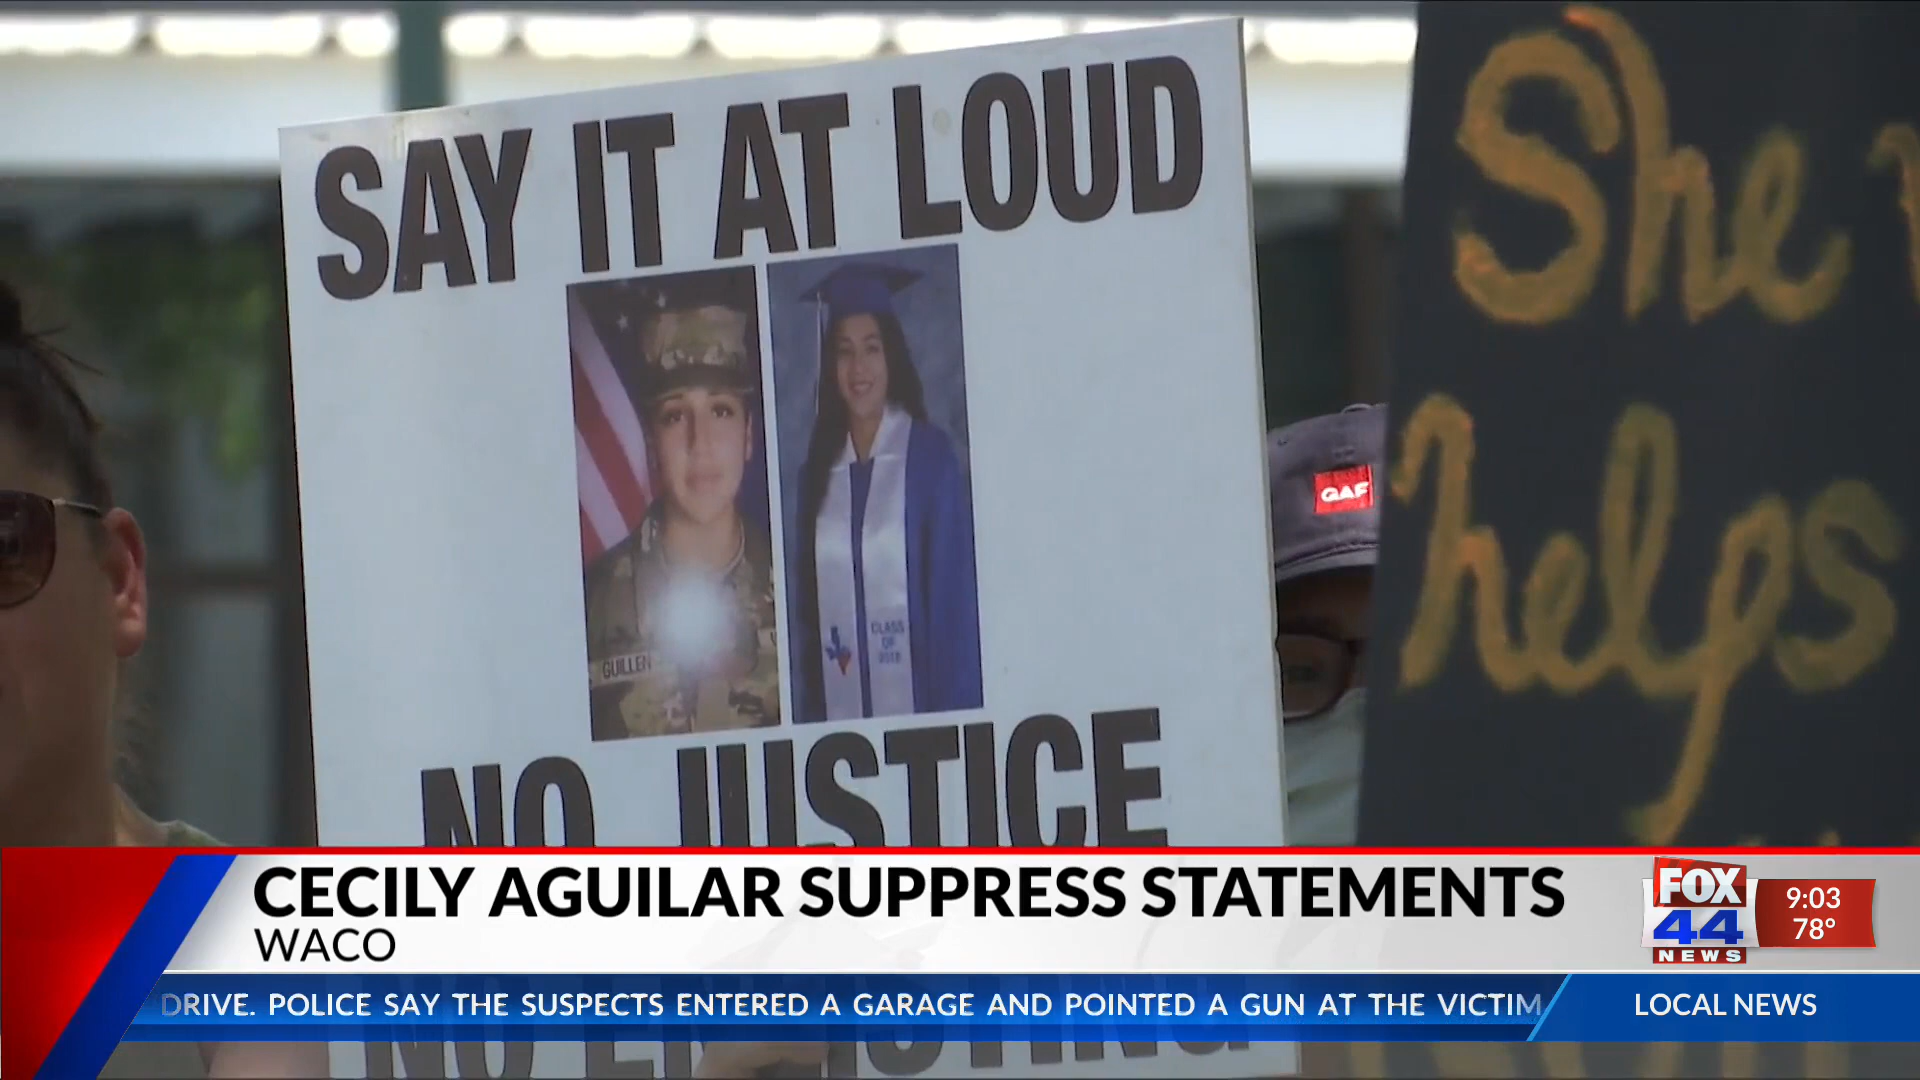 SAY IT AT LOUD
GUILLEN
CLASS
OF
NO JUSTICE
She
helps
GAF
CECILY AGUILAR SUPPRESS STATEMENTS
WACO
FOX
44
NEWS
9:03
78°
DRIVE. POLICE SAY THE SUSPECTS ENTERED A GARAGE AND POINTED A GUN AT THE VICTIM
LOCAL NEWS
NO ENLISTING